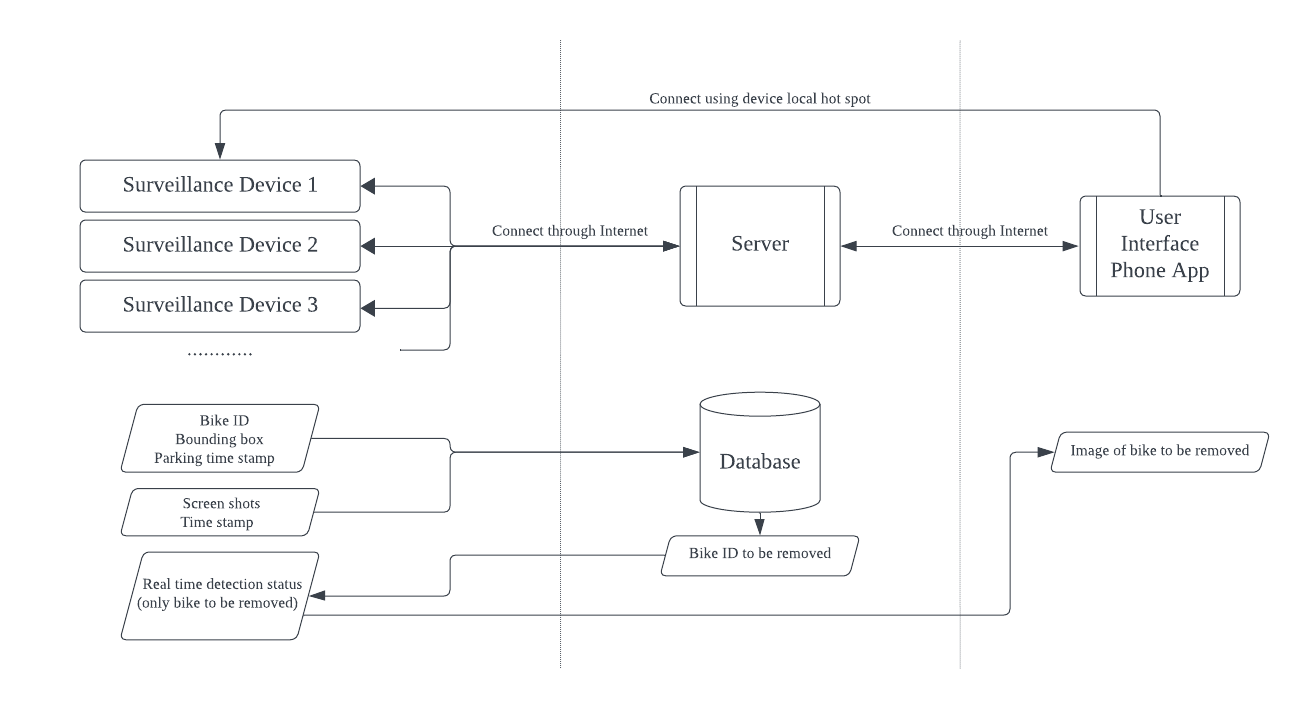 Connect using device local hot spot
Surveillance Device 1
Surveillance Device 2
Surveillance Device 3
............
Connect through Internet
Server
Connect through Internet
User
Interface
Phone App
Bike ID
Bounding box
Parking time stamp
Screen shots
Time stamp
Real time detection status
(only bike to be removed)
Database
Bike ID to be removed
Image of bike to be removed